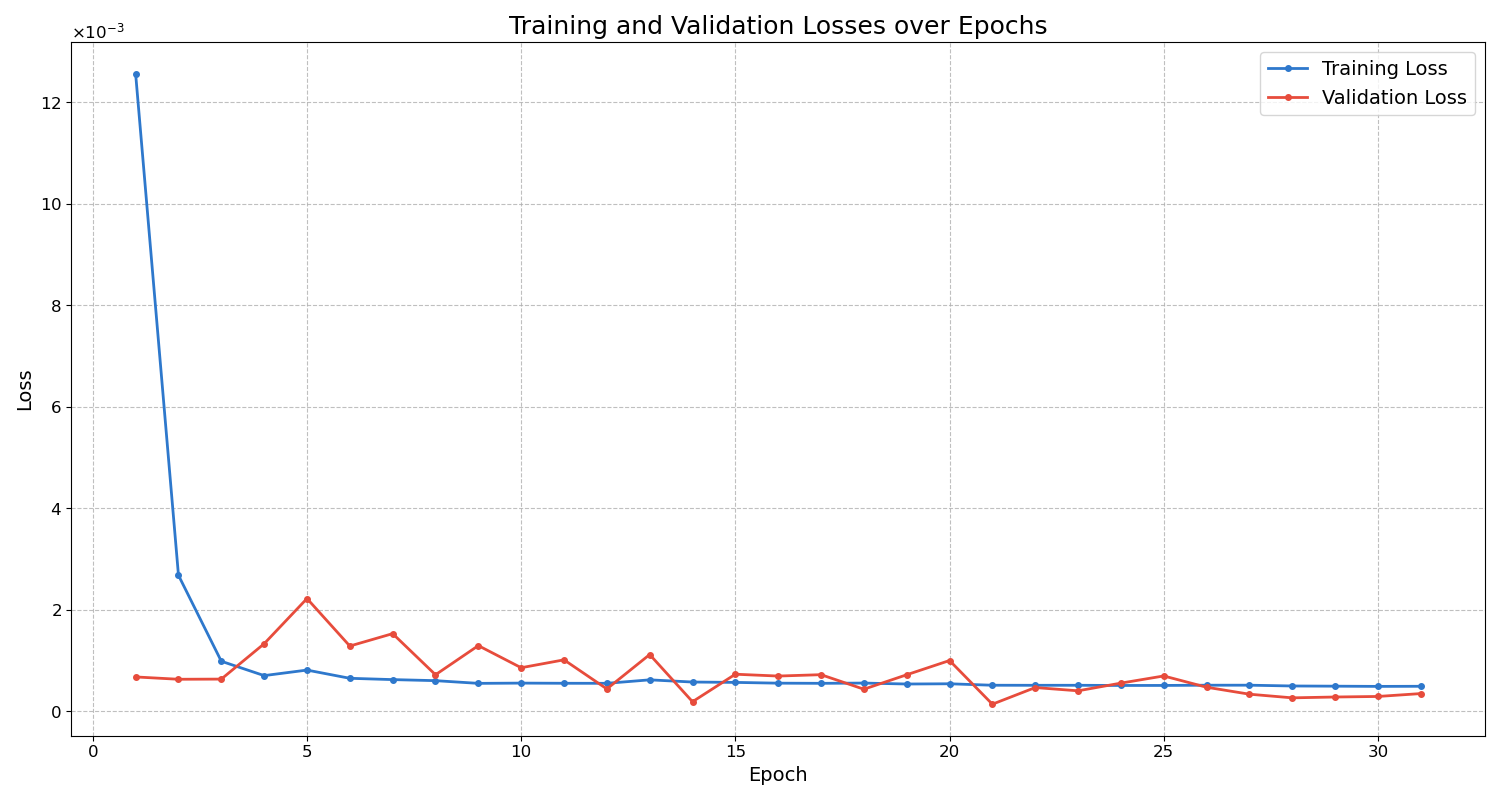 Training and Validation Losses over Epochs
×10⁻³
Training Loss
Validation Loss
12
10
8
6
4
2
0
Loss
0 5 10 15 20 25 30
Epoch